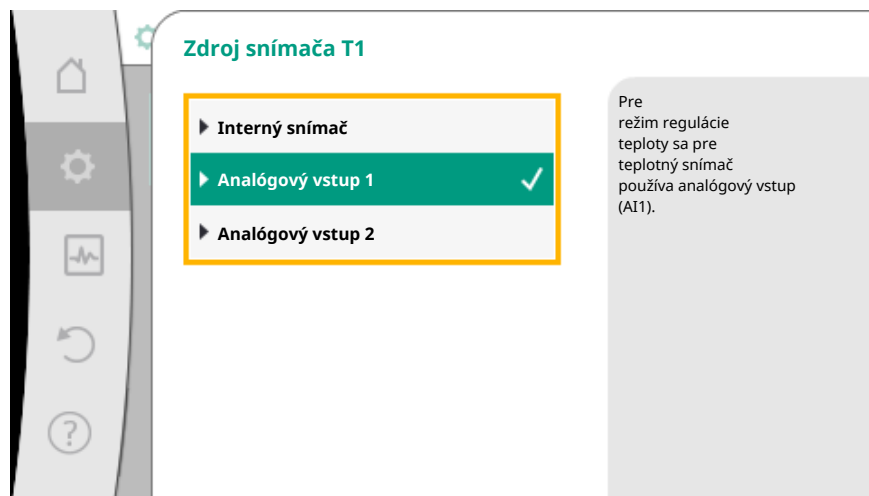 Zdroj snímača T1
Interný snímač
Analógový vstup 1
Analógový vstup 2
Pre
režim regulácie
teploty sa pre
teplotný snímač
používa analógový vstup
(AI1).
?